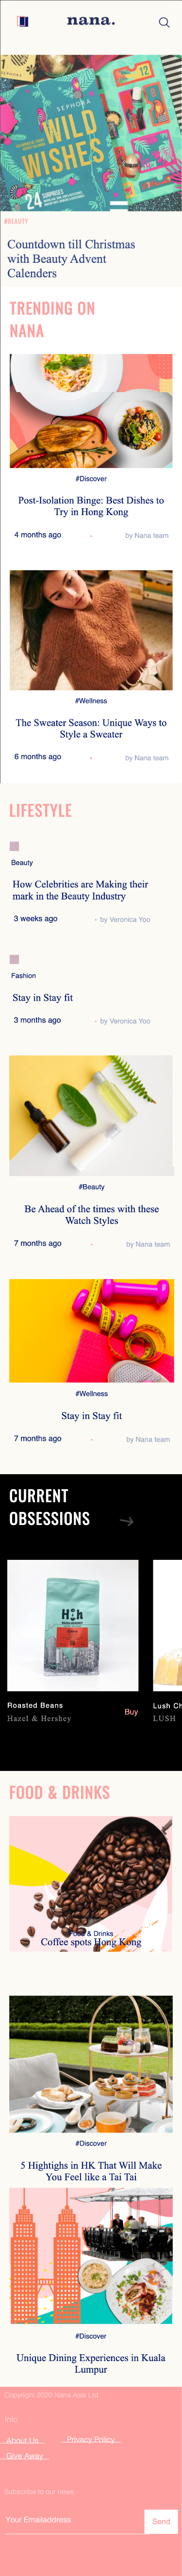 nana.
SEPHORA
WILD
WISHES
24
SURPRISES
12
#BEAUTY
Countdown till Christmas
with Beauty Advent
Calenders
TRENDING ON
NANA
#Discover
Post-Isolation Binge: Best Dishes to
Try in Hong Kong
4 months ago - by Nana team
#Wellness
The Sweater Season: Unique Ways to
Style a Sweater
6 months ago - by Nana team
LIFESTYLE
Beauty
How Celebrities are Making their
mark in the Beauty Industry
3 weeks ago - by Veronica Yoo
Fashion
Stay in Stay fit
3 months ago - by Veronica Yoo
#Beauty
Be Ahead of the times with these
Watch Styles
7 months ago - by Nana team
#Wellness
Stay in Stay fit
7 months ago - by Nana team
CURRENT
OBSESSIONS
H&H
Roasted Beans
Hazel & Hershey
Buy
Lush Ch
LUSH
FOOD & DRINKS
Food & Drinks
Coffee spots Hong Kong
#Discover
5 Hightighs in HK That Will Make
You Feel like a Tai Tai
#Discover
Unique Dining Experiences in Kuala
Lumpur
Copyright 2020 Nana Asia Ltd
Info
About Us
Privacy Policy
Give Away
Subscribe to our news
Your Emailaddress
Send